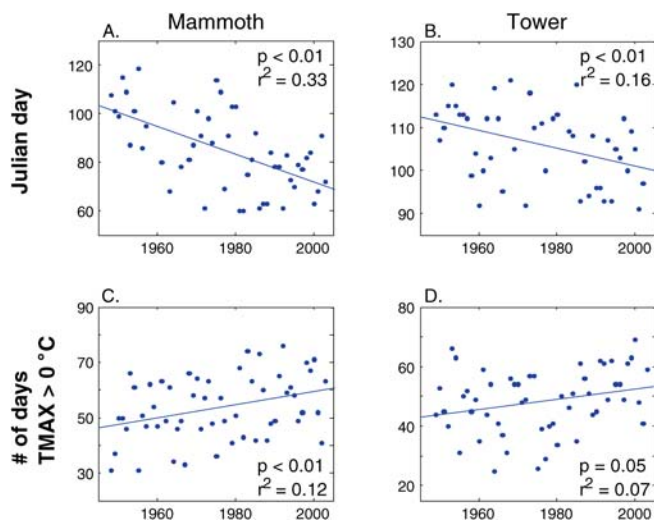 Mammoth
Tower
A.
p < 0.01
r² = 0.33
Julian day
120
100
80
60
1960
1980
2000
B.
p < 0.01
r² = 0.16
130
120
110
100
90
1960
1980
2000
C.
p < 0.01
r² = 0.12
# of days
TMAX > 0 °C
90
70
50
30
1960
1980
2000
D.
p = 0.05
r² = 0.07
80
60
40
20
1960
1980
2000